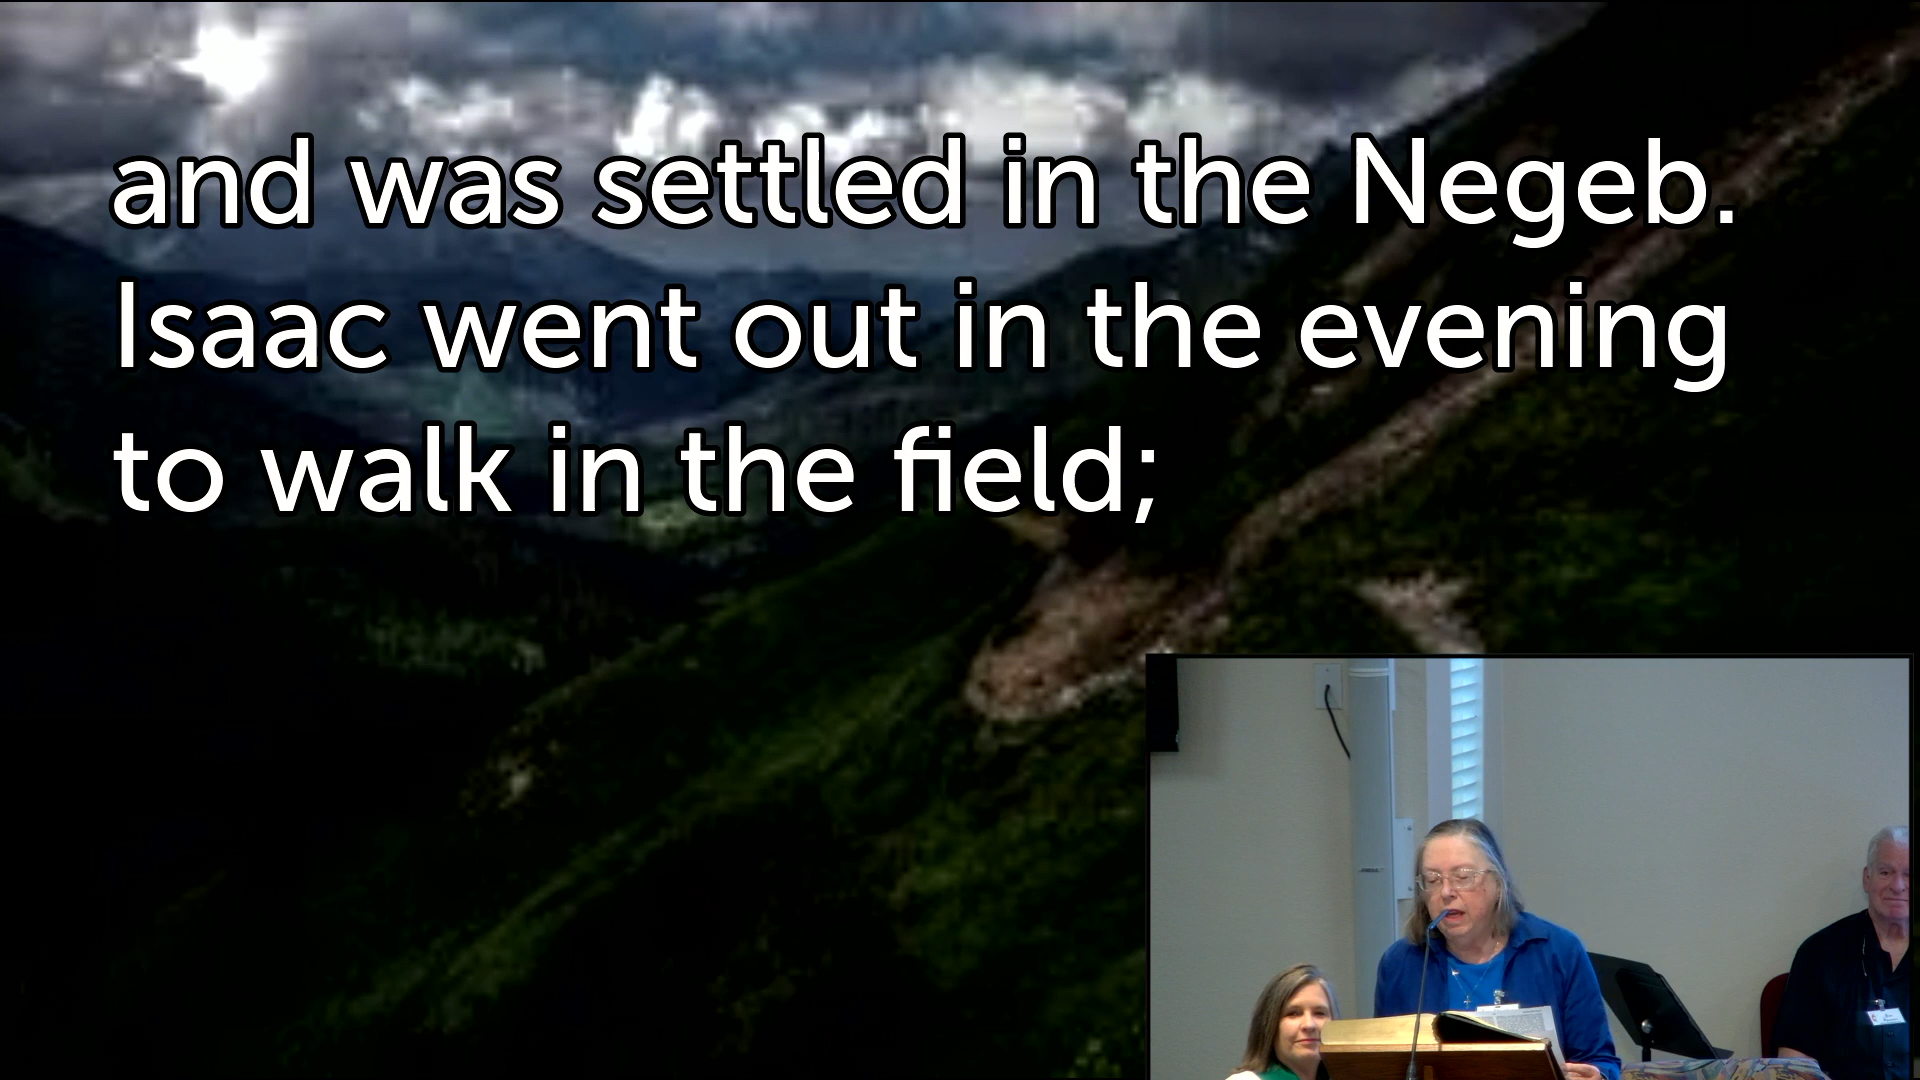 and was settled in the Negeb.
Isaac went out in the evening
to walk in the field;